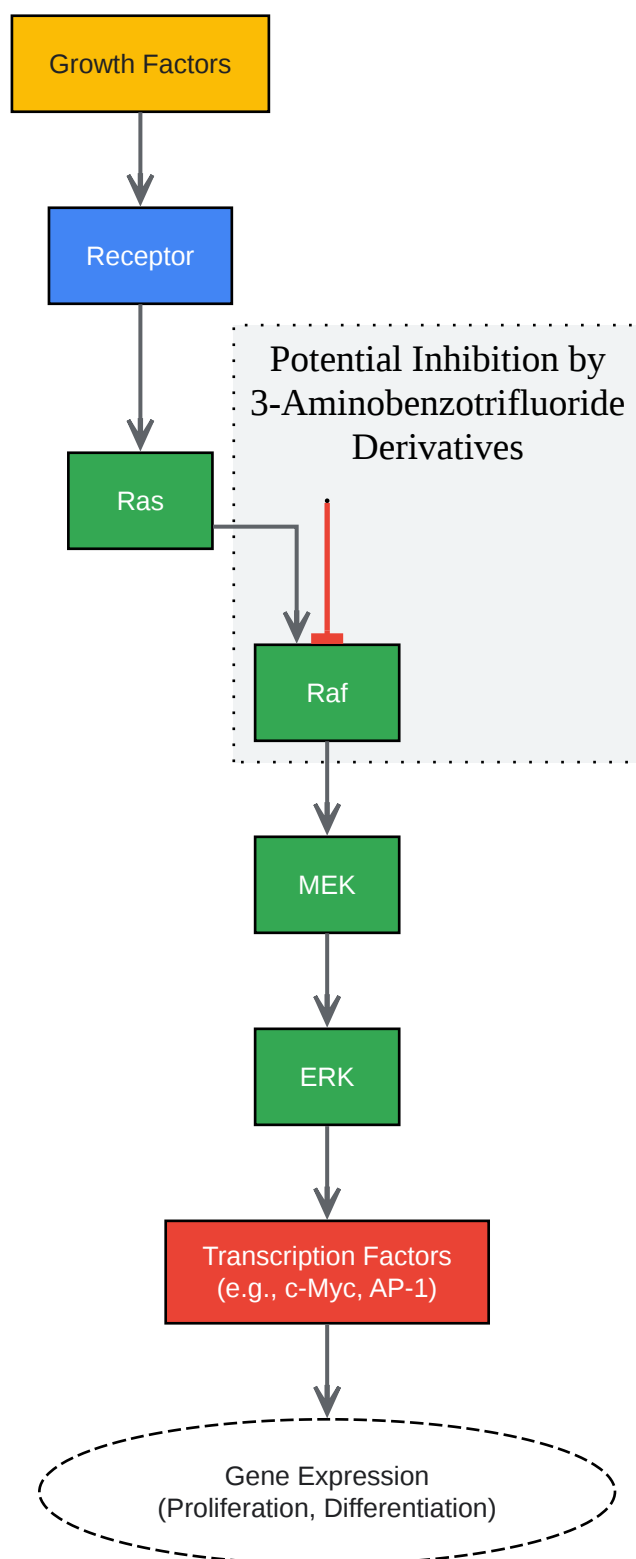 Growth Factors
Receptor
Potential Inhibition by
3-Aminobenzotrifluoride
Derivatives
Ras
Raf
MEK
ERK
Transcription Factors
(e.g., c-Myc, AP-1)
Gene Expression
(Proliferation, Differentiation)